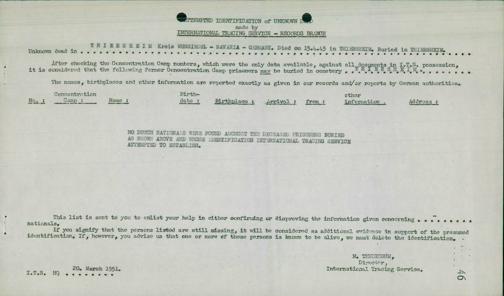 ATTEMPTED IDENTIFICATION of UNKNOWN
made by
INTERNATIONAL TRACING SERVICE - RECORDS BRANCH
Unknown dead in THIERSHEIM Kreis WUNSIEDEL - BAVARIA - GERMANY. Died on 19.4.45 in THIERSHEIM. Buried in THIERSHEIM.
After checking the Concentration Camp numbers, which were the only data available, against all documents in I.T.S. possession,
it is considered that the following former Concentration Camp prisoners may be buried in cemetery THIERSHEIM
The names, birthplaces and other information are reported exactly as given in our records and/or reports by German authorities.
Concentration Birth- other
No.: Camp: Name: date: Birthplace: Arrival: from: Information. Address:
NO DUTCH NATIONALS WERE FOUND AMONGST THE DECEASED PRISONERS BURIED
AS SHOWN ABOVE AND WHOSE IDENTIFICATION INTERNATIONAL TRACING SERVICE
ATTEMPTED TO ESTABLISH.
This list is sent to you to enlist your help in either confirming or disproving the information given concerning .........
nationals.
If you signify that the persons listed are still missing, it will be considered as additional evidence in support of the presumed
identification. If, however, you advise us that one or more of these persons is known to be alive, we must delete the identification.
Director,
International Tracing Service.
20. March 1951.
I.T.S. HQ ........
46